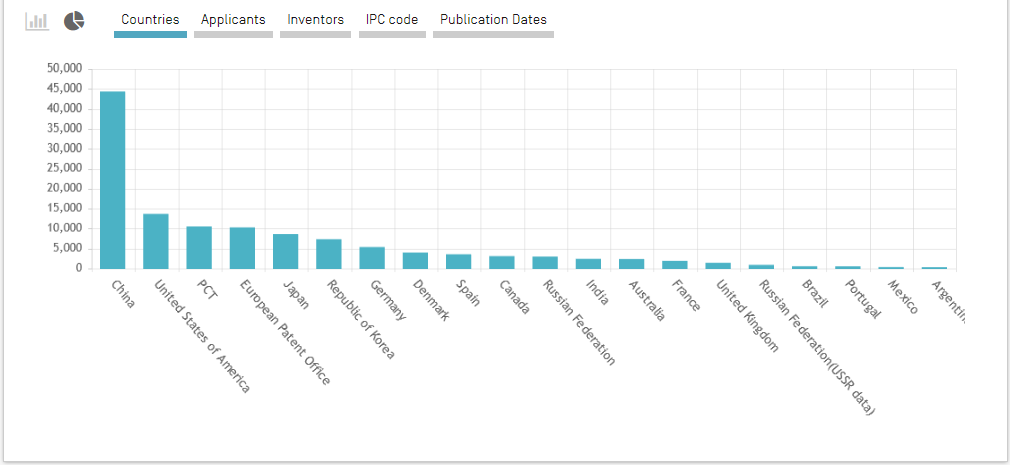 Countries Applicants Inventors IPC code Publication Dates
50,000
45,000
40,000
35,000
30,000
25,000
20,000
15,000
10,000
5,000
0
China
United States of America
PCT
European Patent Office
Japan
Republic of Korea
Germany
Denmark
Spain
Canada
Russian Federation
India
Australia
France
United Kingdom
Russian Federation(USSR data)
Brazil
Portugal
Mexico
Argentin